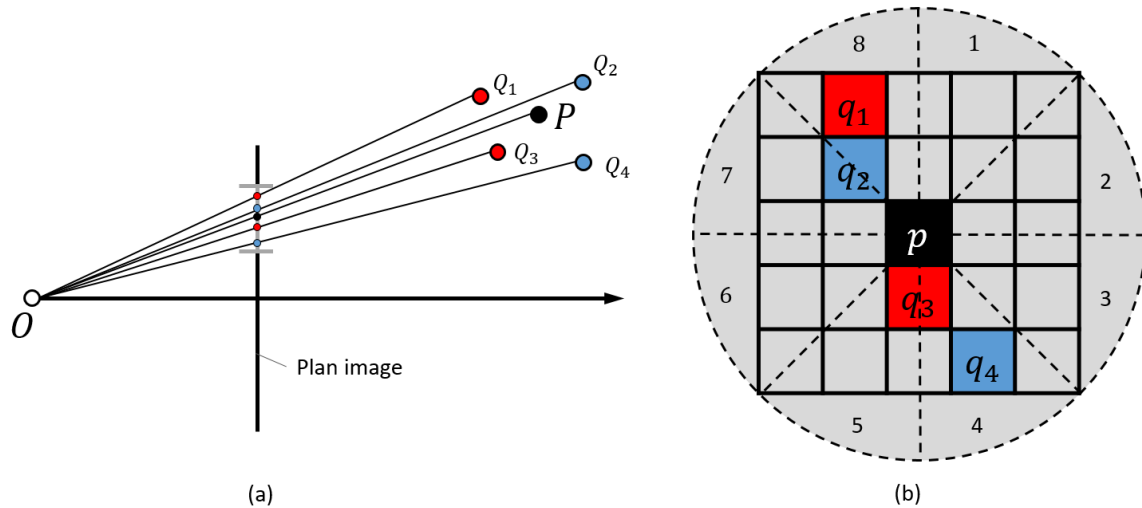 Q₁
Q₂
P
Q₃
Q₄
O
Plan image
(a)
8
1
7
2
6
3
5
4
q₁
q₂
p
q₃
q₄
(b)